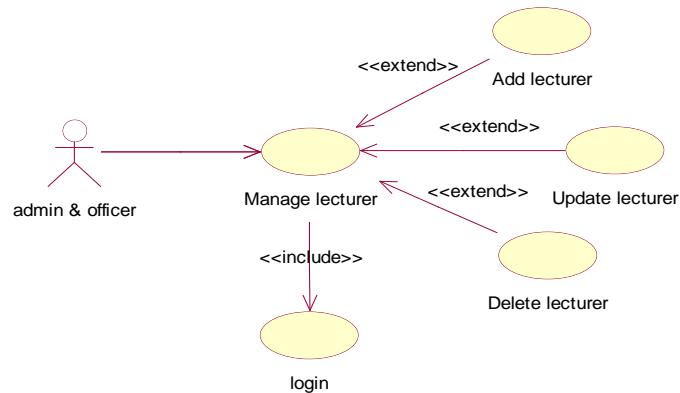 <<extend>>
Add lecturer
<<extend>>
Manage lecturer
Update lecturer
<<extend>>
admin & officer
<<include>>
Delete lecturer
login